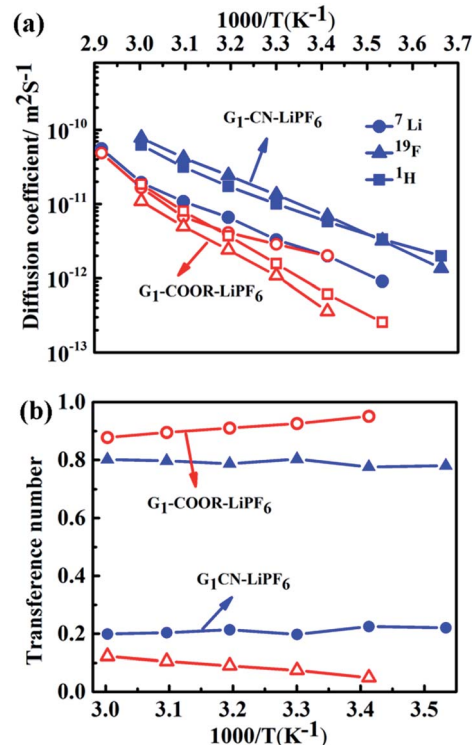 1000/T(K⁻¹)
(a)
2.9 3.0 3.1 3.2 3.3 3.4 3.5 3.6 3.7
Diffusion coefficient/ m²S⁻¹
10⁻¹⁰
10⁻¹¹
10⁻¹²
10⁻¹³
G₁-CN-LiPF₆
⁷Li
¹⁹F
¹H
G₁-COOR-LiPF₆
(b)
Transference number
1.0
0.8
0.6
0.4
0.2
0.0
G₁-COOR-LiPF₆
G₁CN-LiPF₆
3.0 3.1 3.2 3.3 3.4 3.5
1000/T(K⁻¹)